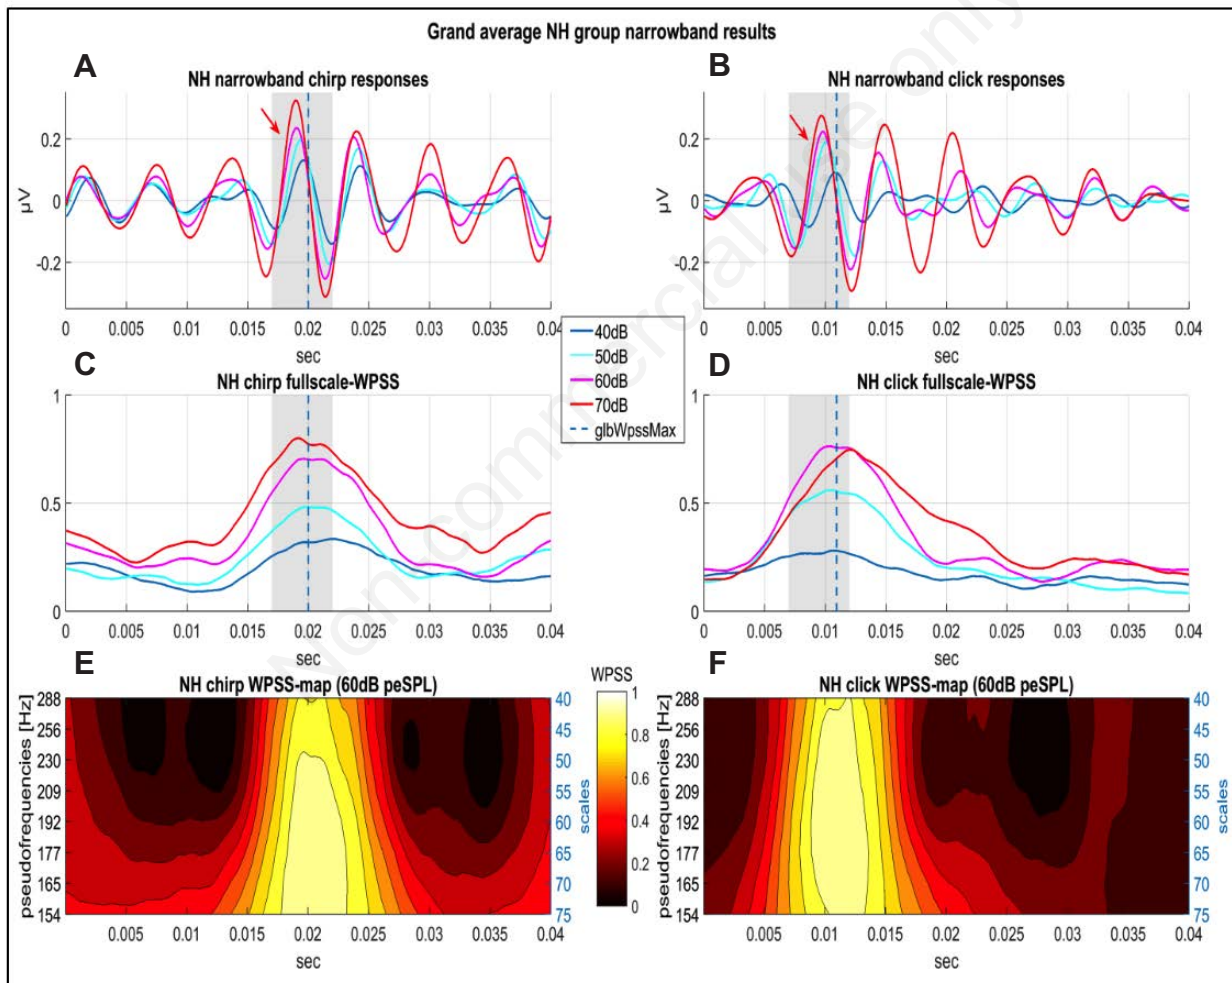 Grand average NH group narrowband results
A
NH narrowband chirp responses
µV
0.2
0
-0.2
0 0.005 0.01 0.015 0.02 0.025 0.03 0.035 0.04
sec
B
NH narrowband click responses
µV
0.2
0
-0.2
0 0.005 0.01 0.015 0.02 0.025 0.03 0.035 0.04
sec
40dB
50dB
60dB
70dB
glbWpssMax
C
NH chirp fullscale-WPSS
1
0.5
0
0 0.005 0.01 0.015 0.02 0.025 0.03 0.035 0.04
sec
D
NH click fullscale-WPSS
1
0.5
0
0 0.005 0.01 0.015 0.02 0.025 0.03 0.035 0.04
sec
E
NH chirp WPSS-map (60dB peSPL)
pseudofrequencies [Hz]
288
256
230
209
192
177
165
154
40
45
50
55
60
65
70
75
scales
0.005 0.01 0.015 0.02 0.025 0.03 0.035 0.04
sec
WPSS
1
0.8
0.6
0.4
0.2
0
F
NH click WPSS-map (60dB peSPL)
pseudofrequencies [Hz]
288
256
230
209
192
177
165
154
40
45
50
55
60
65
70
75
scales
0.005 0.01 0.015 0.02 0.025 0.03 0.035 0.04
sec
Non-commercial use only